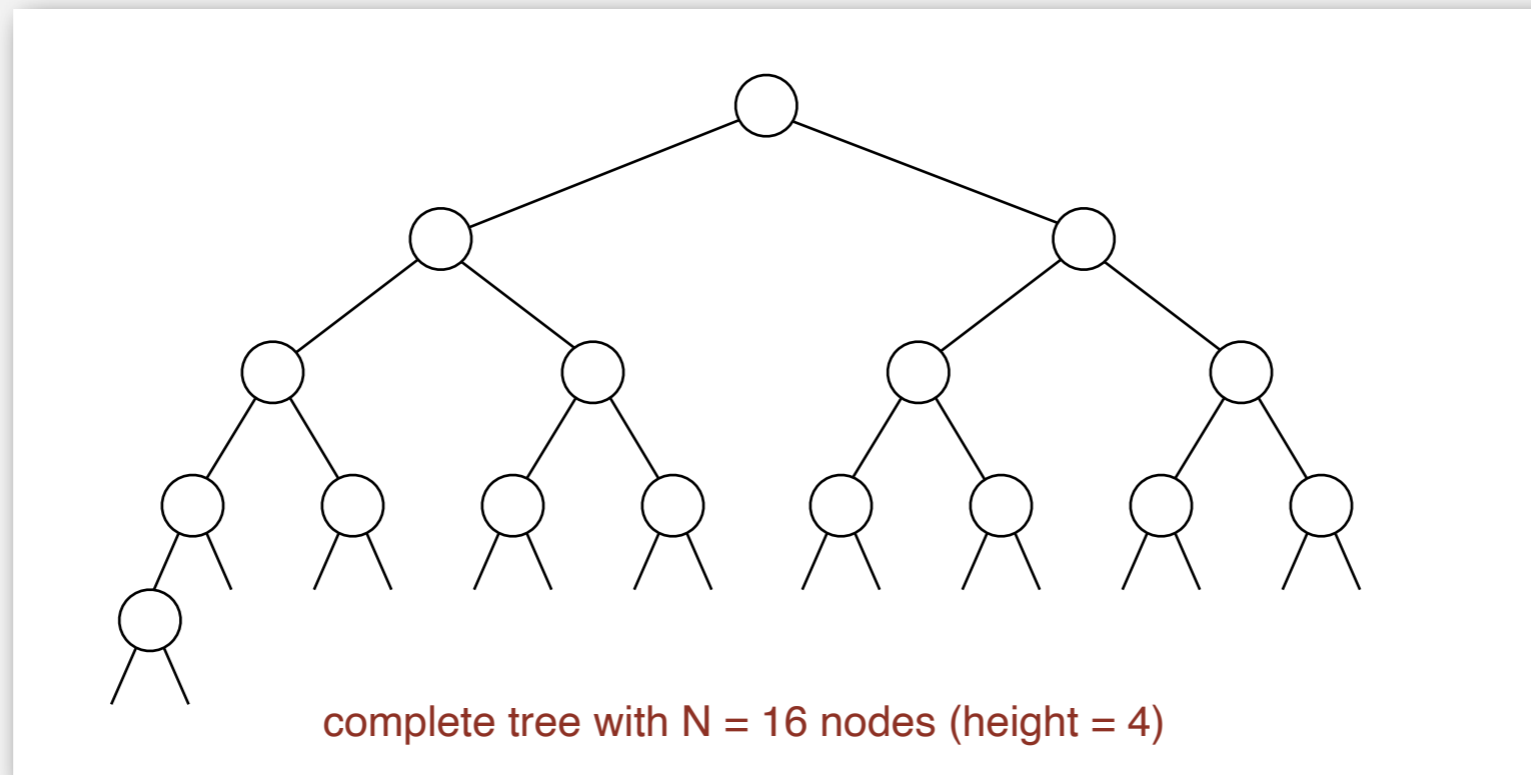 complete tree with N = 16 nodes (height = 4)